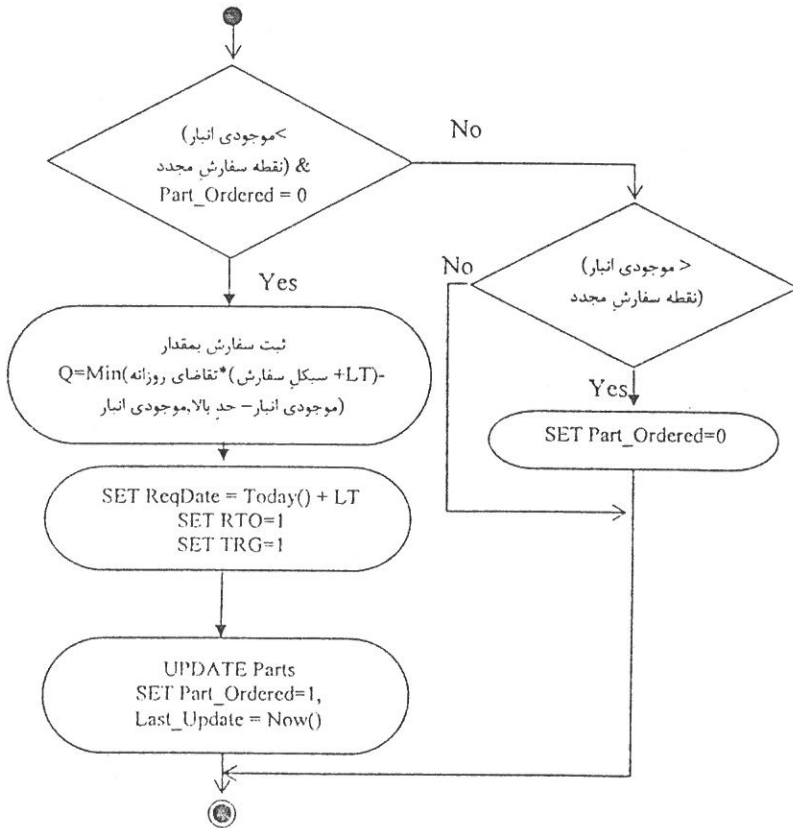 >موجودی انبار)
& (نقطه سفارش مجدد
Part_Ordered = 0
No
Yes
< موجودی انبار)
(نقطه سفارش مجدد
No
Yes
ثبت سفارش بمقدار
Q=Min(تقاضای روزانه*(سیکل سفارش +LT)-
(موجودی انبار– حد بالا,موجودی انبار
SET Part_Ordered=0
SET ReqDate = Today() + LT
SET RTO=1
SET TRG=1
UPDATE Parts
SET Part_Ordered=1,
Last_Update = Now()